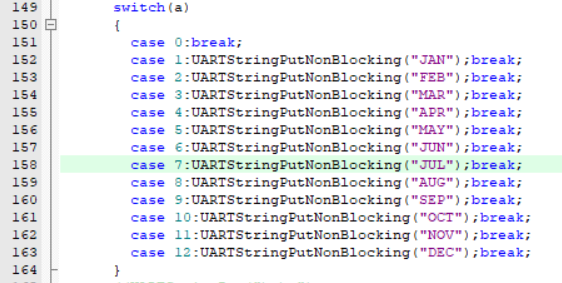 149 switch(a)
150 {
151 case 0:break;
152 case 1:UARTStringPutNonBlocking("JAN");break;
153 case 2:UARTStringPutNonBlocking("FEB");break;
154 case 3:UARTStringPutNonBlocking("MAR");break;
155 case 4:UARTStringPutNonBlocking("APR");break;
156 case 5:UARTStringPutNonBlocking("MAY");break;
157 case 6:UARTStringPutNonBlocking("JUN");break;
158 case 7:UARTStringPutNonBlocking("JUL");break;
159 case 8:UARTStringPutNonBlocking("AUG");break;
160 case 9:UARTStringPutNonBlocking("SEP");break;
161 case 10:UARTStringPutNonBlocking("OCT");break;
162 case 11:UARTStringPutNonBlocking("NOV");break;
163 case 12:UARTStringPutNonBlocking("DEC");break;
164 }